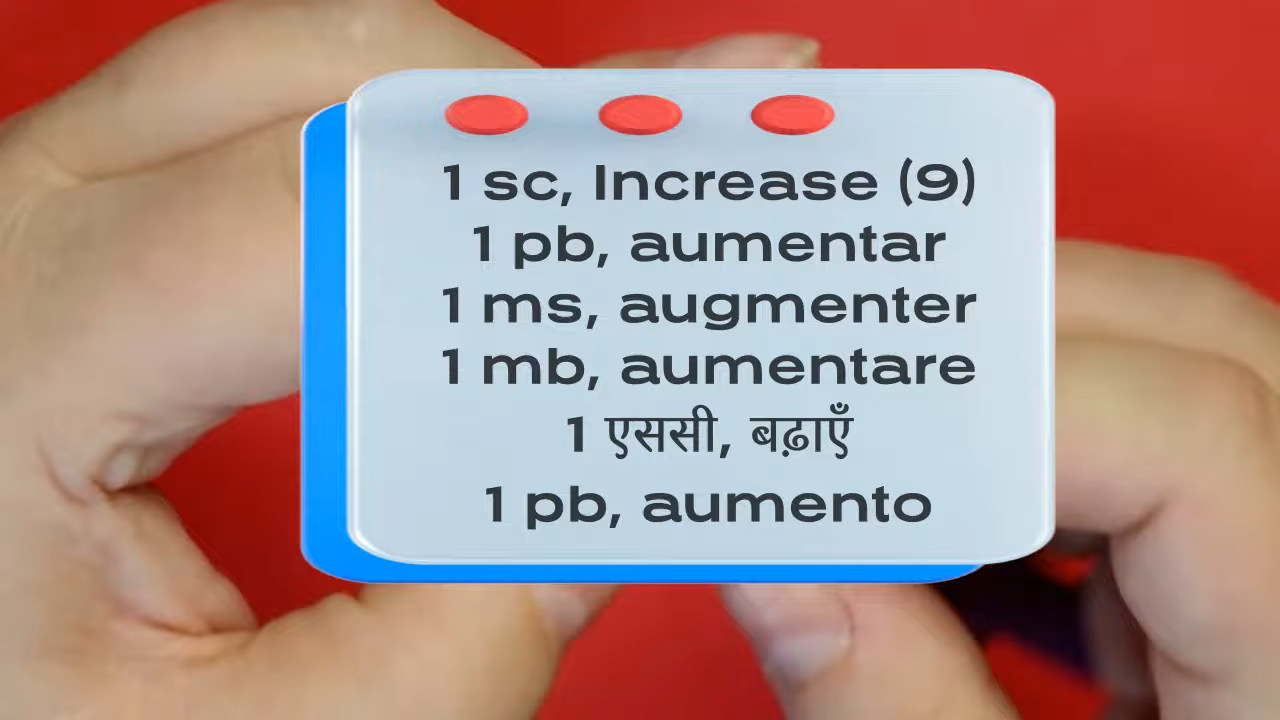 1 sc, Increase (9)
1 pb, aumentar
1 ms, augmenter
1 mb, aumentare
1 एससी, बढ़ाएँ
1 pb, aumento